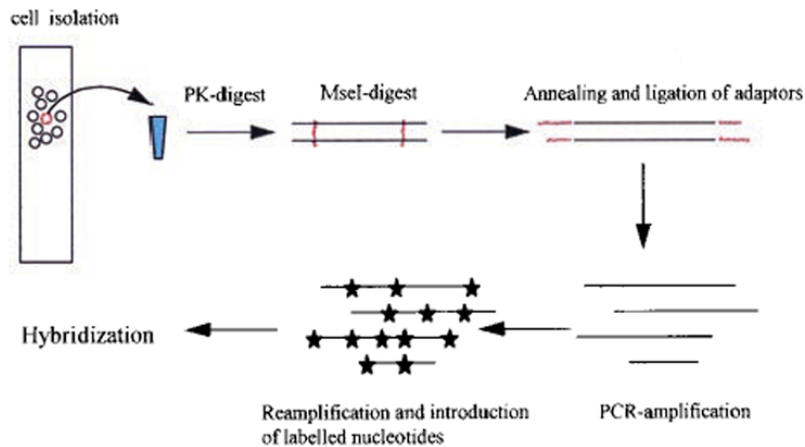 cell isolation
PK-digest
MseI-digest
Annealing and ligation of adaptors
Hybridization
Reamplification and introduction
of labelled nucleotides
PCR-amplification